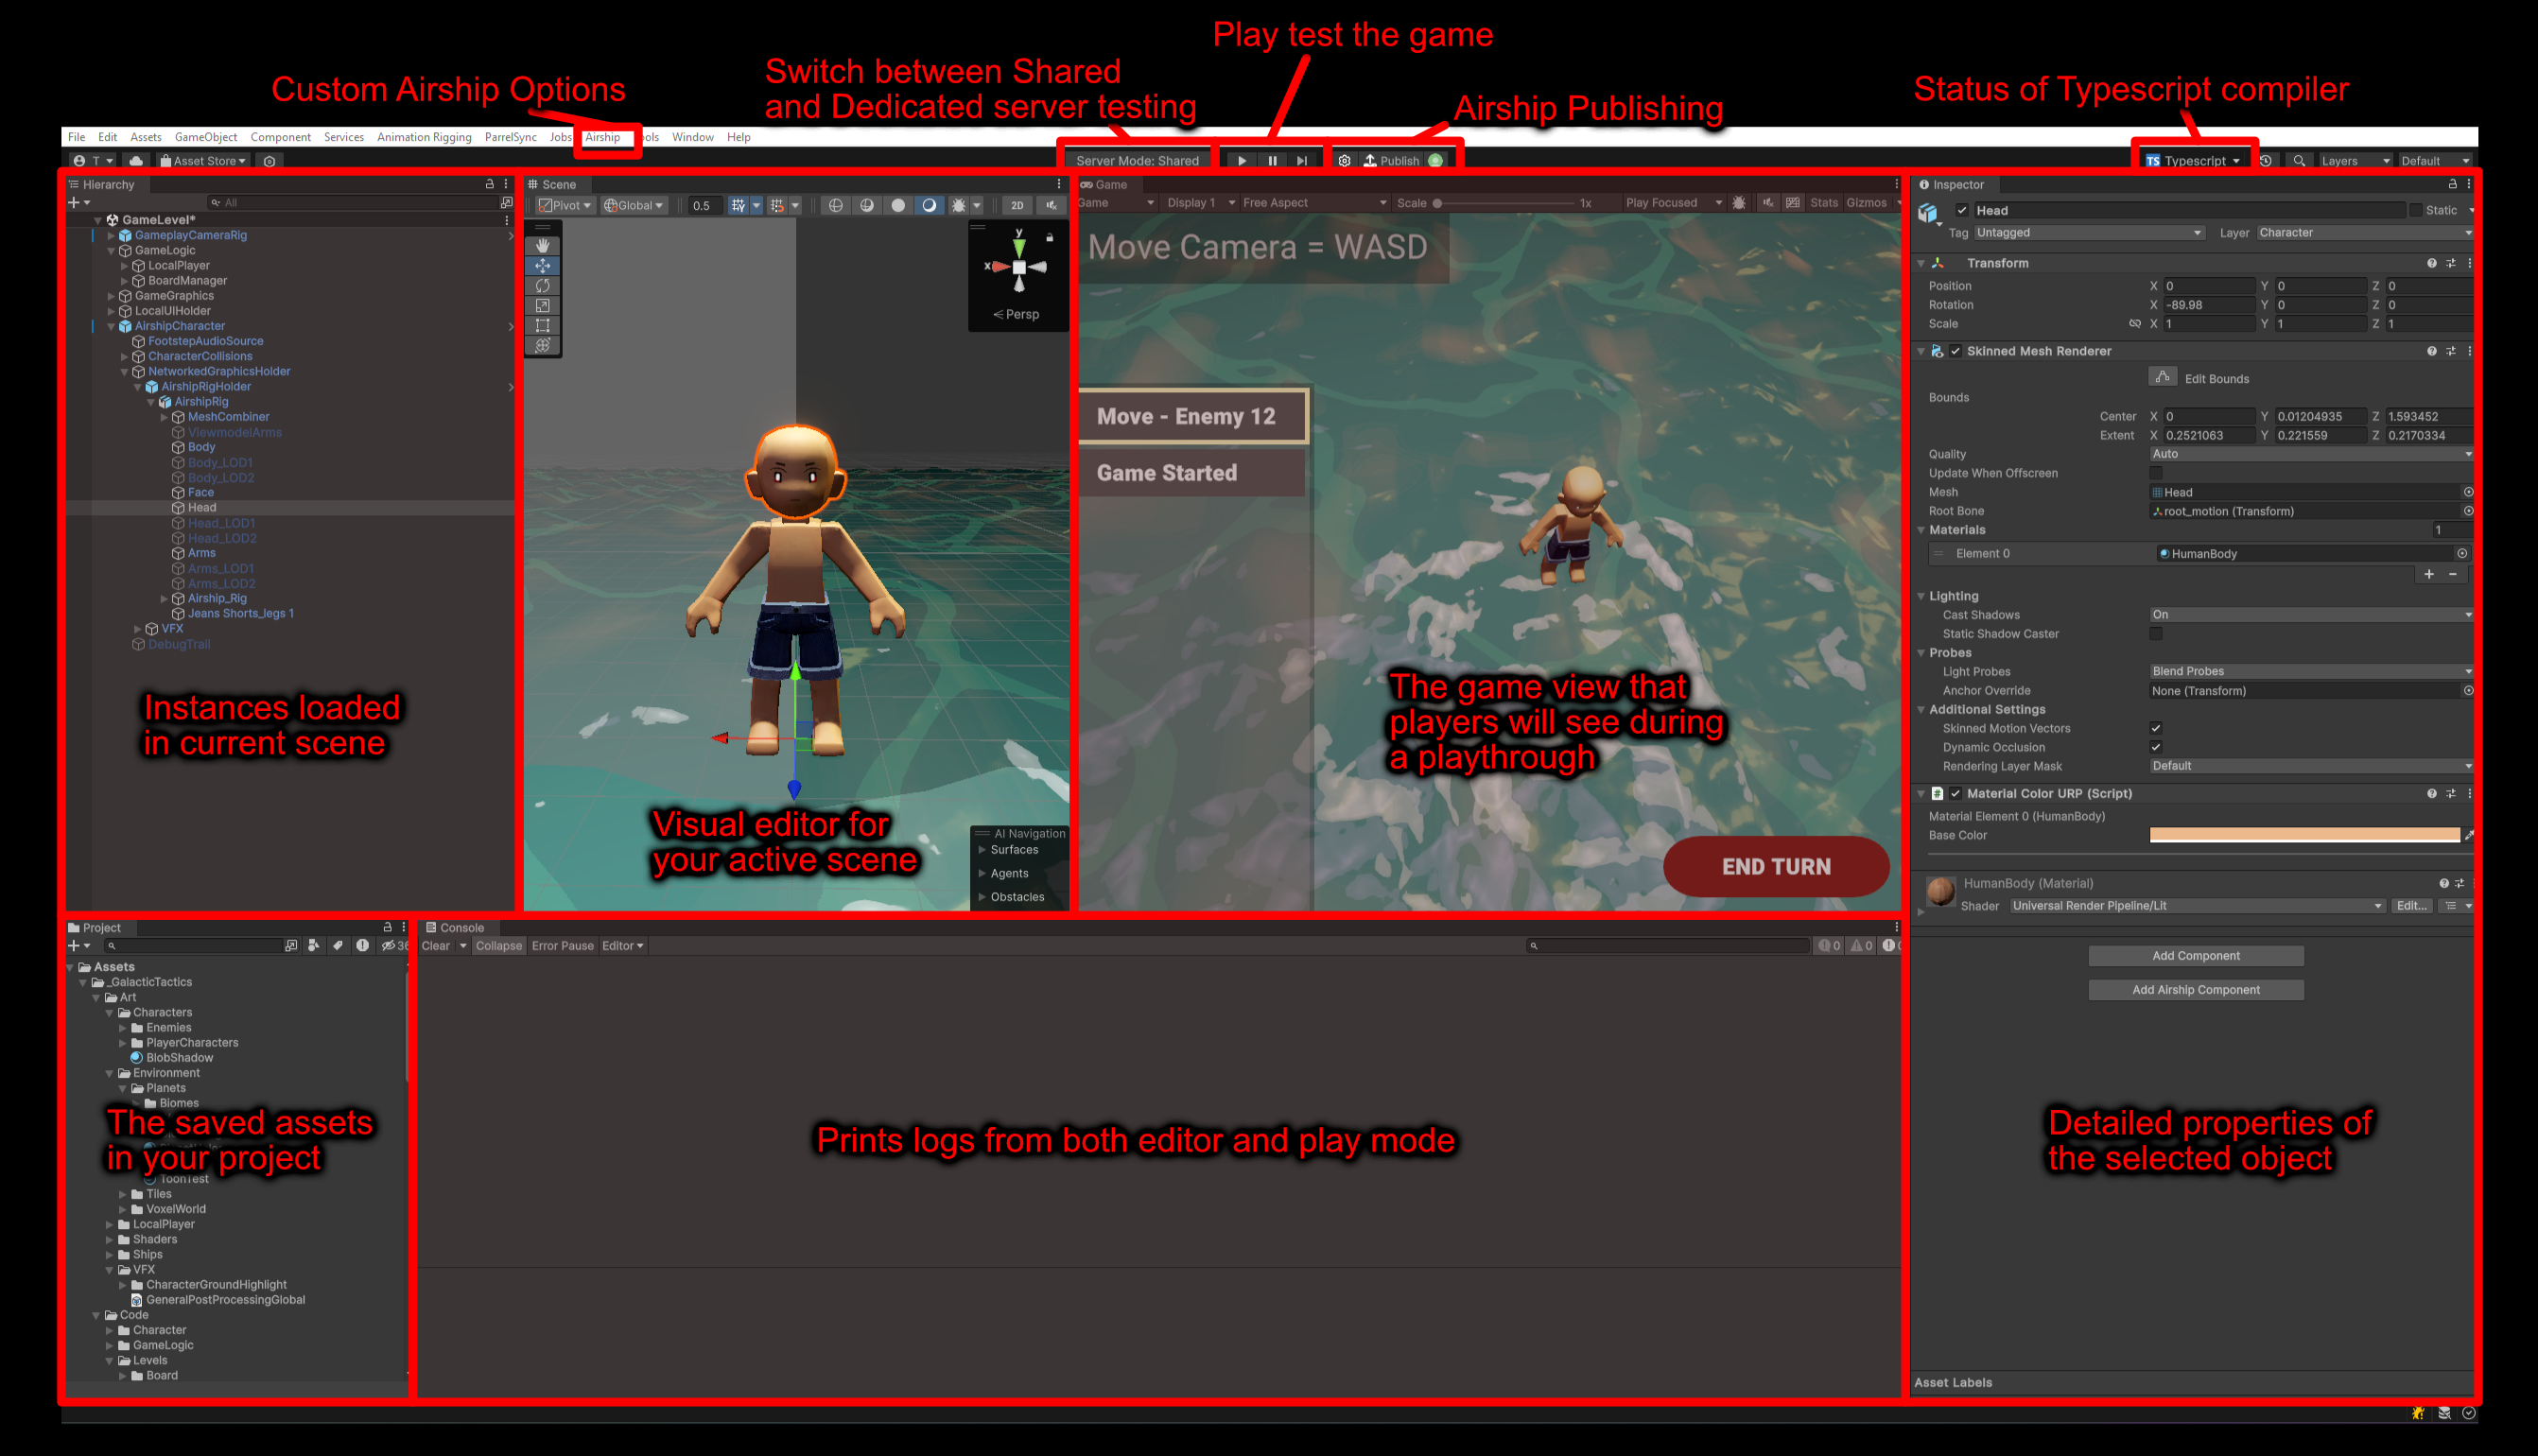 Play test the game
Switch between Shared
and Dedicated server testing
Custom Airship Options
Airship Publishing
Status of Typescript compiler
File Edit Assets GameObject Component Services Animation Rigging ParrelSync Jobs Airship Window Help
T Asset Store Server Mode: Shared Publish TS Typescript Layers Default
Hierarchy
All
GameLevel*
GameplayCameraRig
GameLogic
LocalPlayer
BoardManager
GameGraphics
LocalUIHolder
AirshipCharacter
FootstepAudioSource
CharacterCollisions
NetworkedGraphicsHolder
AirshipRigHolder
AirshipRig
MeshCombiner
ViewmodelArms
Body
Body_LOD1
Body_LOD2
Face
Head
Head_LOD1
Head_LOD2
Arms
Arms_LOD1
Arms_LOD2
Airship_Rig
Jeans Shorts_legs 1
VFX
DebugTrail
Instances loaded
in current scene
Scene
Pivot Global 0.5 2D
y
x
Persp
Visual editor for
your active scene
AI Navigation
Surfaces
Agents
Obstacles
Game
Game Display 1 Free Aspect Scale 1x Play Focused Stats Gizmos
Move Camera = WASD
Move - Enemy 12
Game Started
The game view that
players will see during
a playthrough
END TURN
Inspector
Head Static
Tag Untagged Layer Character
Transform
Position X 0 Y 0 Z 0
Rotation X -89.98 Y 0 Z 0
Scale X 1 Y 1 Z 1
Skinned Mesh Renderer
Edit Bounds
Bounds
Center X 0 Y 0.01204935 Z 1.593452
Extent X 0.2521063 Y 0.221559 Z 0.2170334
Quality Auto
Update When Offscreen
Mesh Head
Root Bone root_motion (Transform)
Materials 1
Element 0 HumanBody
+ −
Lighting
Cast Shadows On
Static Shadow Caster
Probes
Light Probes Blend Probes
Anchor Override None (Transform)
Additional Settings
Skinned Motion Vectors
Dynamic Occlusion
Rendering Layer Mask Default
# Material Color URP (Script)
Material Element 0 (HumanBody)
Base Color
HumanBody (Material)
Shader Universal Render Pipeline/Lit Edit...
Add Component
Add Airship Component
Detailed properties of
the selected object
Asset Labels
Project
36
Assets
_GalacticTactics
Art
Characters
Enemies
PlayerCharacters
BlobShadow
Environment
Planets
Biomes
The saved assets
in your project
ToonTest
Tiles
VoxelWorld
LocalPlayer
Shaders
Ships
VFX
CharacterGroundHighlight
GeneralPostProcessingGlobal
Code
Character
GameLogic
Levels
Board
Console
Clear Collapse Error Pause Editor 0 0
Prints logs from both editor and play mode